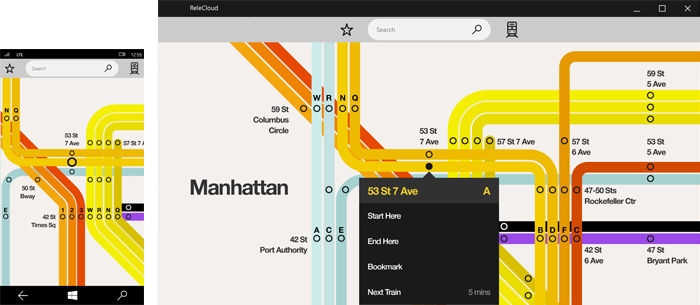 LTE
12:55
Search
N Q
53 St
7 Ave
57 St 7 Ave
50 St
Bway
E
42 St
Times Sq
1 2 3 W R N Q
ReleCloud
Search
W R N Q
59 St
Columbus
Circle
53 St
7 Ave
57 St 7 Ave
57 St
6 Ave
59 St
5 Ave
53 St
5 Ave
Manhattan
53 St 7 Ave A
Start Here
End Here
Bookmark
Next Train 5 mins
47-50 Sts
Rockefeller Ctr
A C E
42 St
Port Authority
B D F C
42 St
6 Ave
47 St
Bryant Park